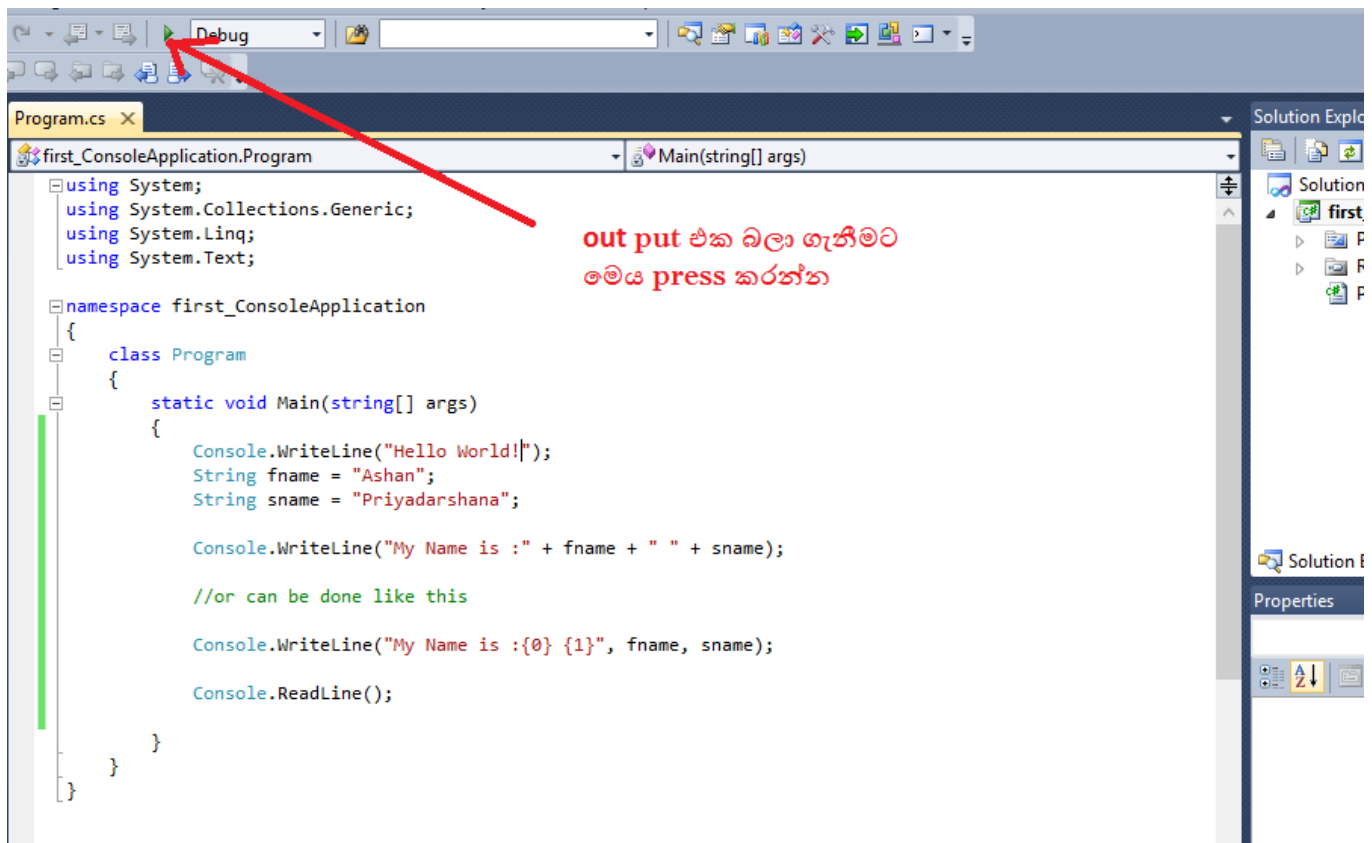 Debug
Program.cs
Solution Explo
first_ConsoleApplication.Program
Main(string[] args)
using System;
using System.Collections.Generic;
using System.Linq;
using System.Text;
namespace first_ConsoleApplication
{
class Program
{
static void Main(string[] args)
{
Console.WriteLine("Hello World!");
String fname = "Ashan";
String sname = "Priyadarshana";
Console.WriteLine("My Name is :" + fname + " " + sname);
//or can be done like this
Console.WriteLine("My Name is :{0} {1}", fname, sname);
Console.ReadLine();
}
}
}
out put එක බලා ගැනීමට
මෙය press කරන්න
Solution
first_
P
R
P
Solution E
Properties